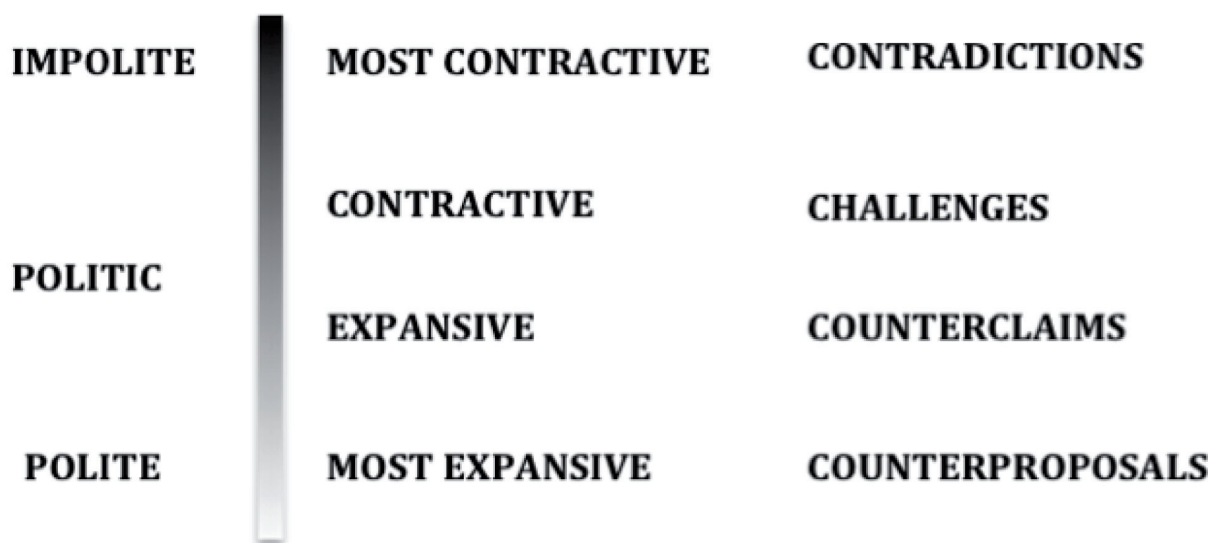 IMPOLITE MOST CONTRACTIVE CONTRADICTIONS
CONTRACTIVE CHALLENGES
POLITIC
EXPANSIVE COUNTERCLAIMS
POLITE MOST EXPANSIVE COUNTERPROPOSALS